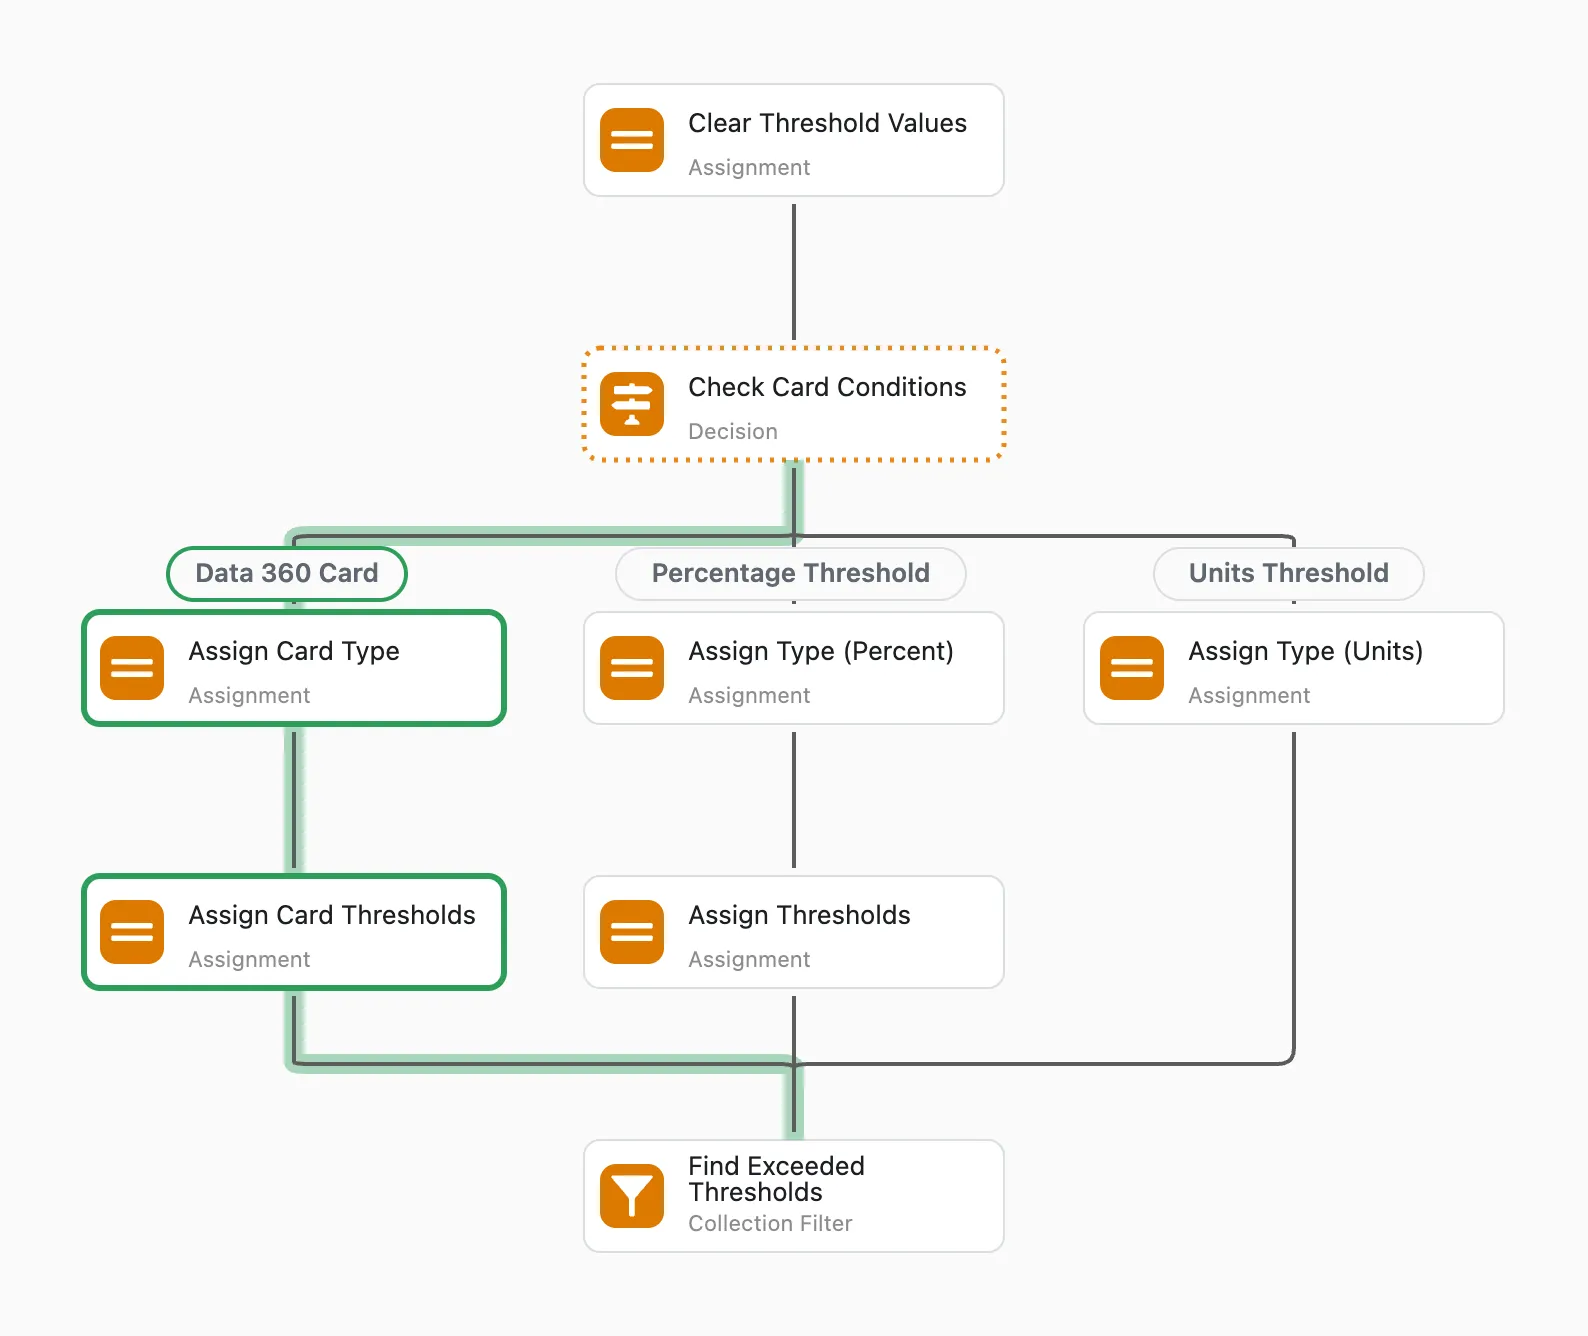 Clear Threshold Values
Assignment
Check Card Conditions
Decision
Data 360 Card
Percentage Threshold
Units Threshold
Assign Card Type
Assignment
Assign Type (Percent)
Assignment
Assign Type (Units)
Assignment
Assign Card Thresholds
Assignment
Assign Thresholds
Assignment
Find Exceeded
Thresholds
Collection Filter